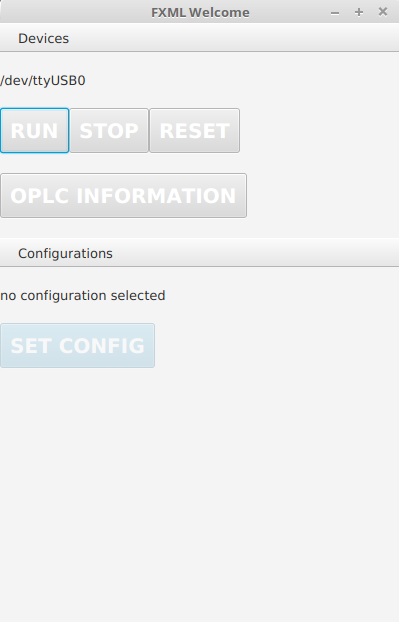 FXML Welcome
Devices
/dev/ttyUSB0
RUN STOP RESET
OPLC INFORMATION
Configurations
no configuration selected
SET CONFIG